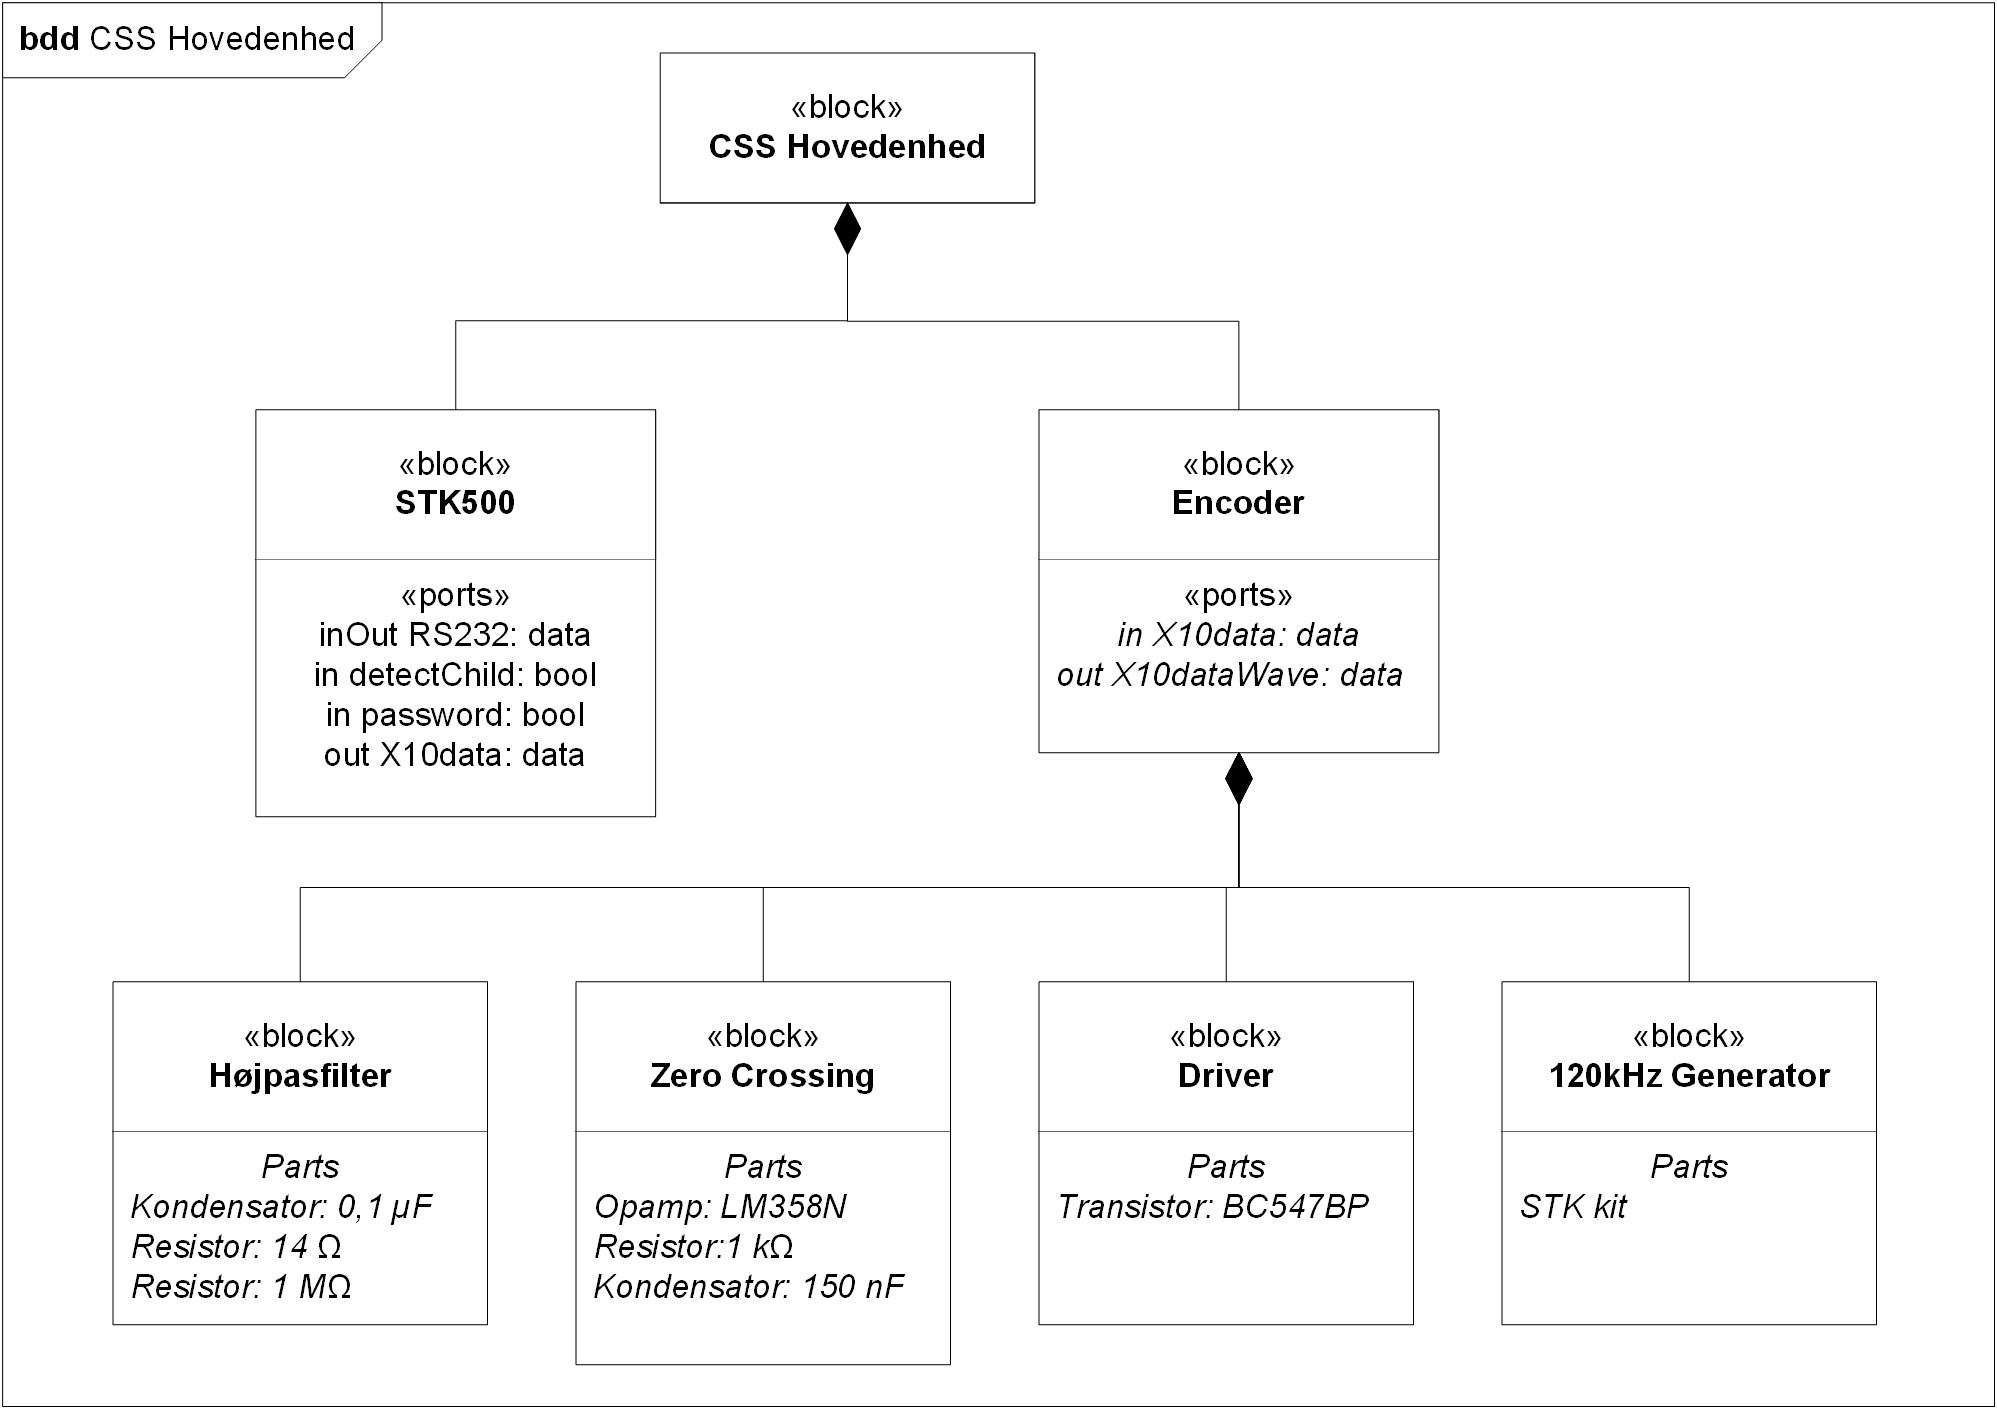 bdd CSS Hovedenhed
«block»
CSS Hovedenhed
«block»
STK500
«ports»
inOut RS232: data
in detectChild: bool
in password: bool
out X10data: data
«block»
Encoder
«ports»
in X10data: data
out X10dataWave: data
«block»
Højpasfilter
Parts
Kondensator: 0,1 µF
Resistor: 14 Ω
Resistor: 1 MΩ
«block»
Zero Crossing
Parts
Opamp: LM358N
Resistor:1 kΩ
Kondensator: 150 nF
«block»
Driver
Parts
Transistor: BC547BP
«block»
120kHz Generator
Parts
STK kit